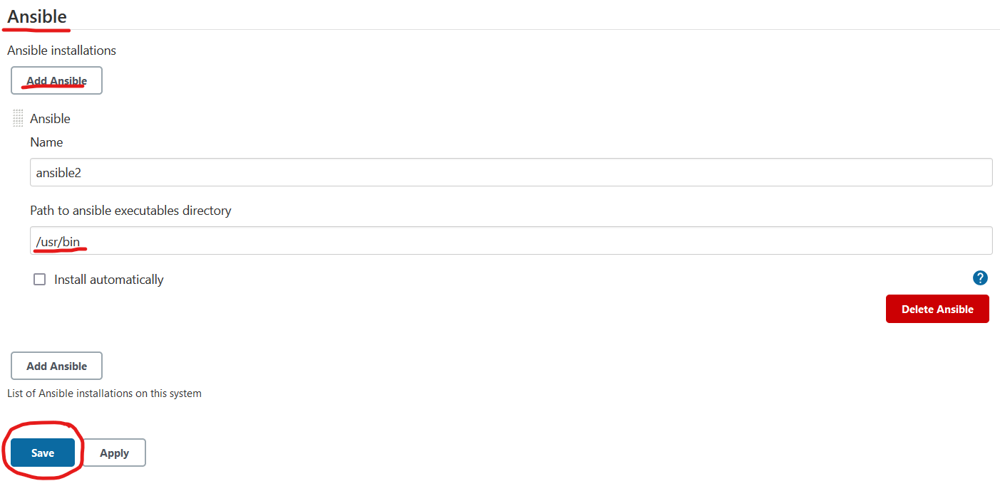 Ansible
Ansible installations
Add Ansible
Ansible
Name
ansible2
Path to ansible executables directory
/usr/bin
Install automatically
?
Delete Ansible
Add Ansible
List of Ansible installations on this system
Save Apply